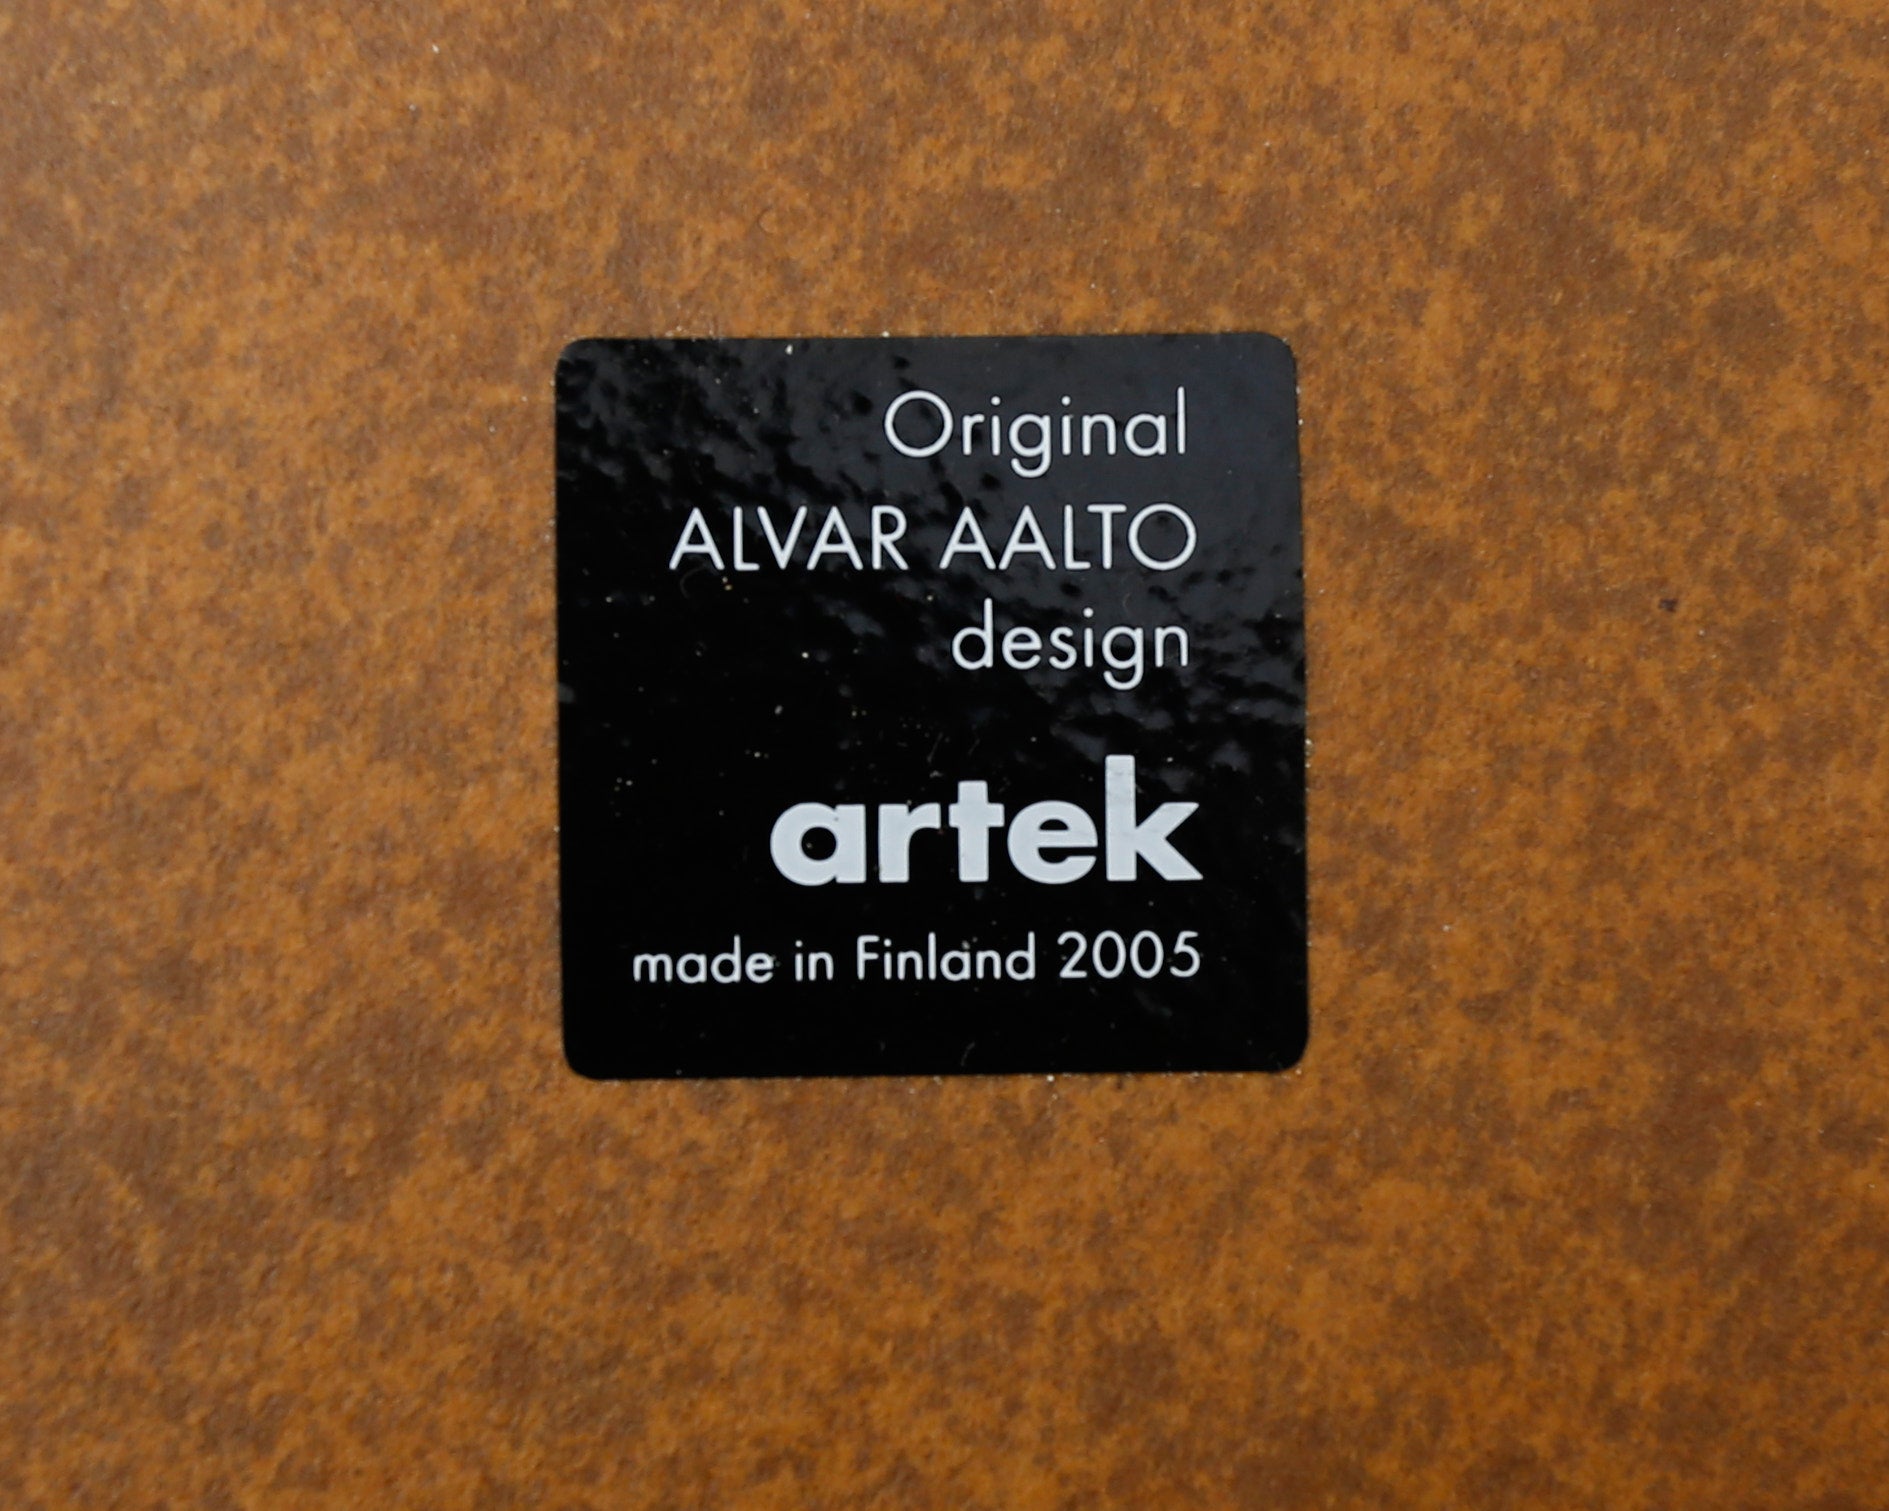 Original
ALVAR AALTO
design
artek
made in Finland 2005